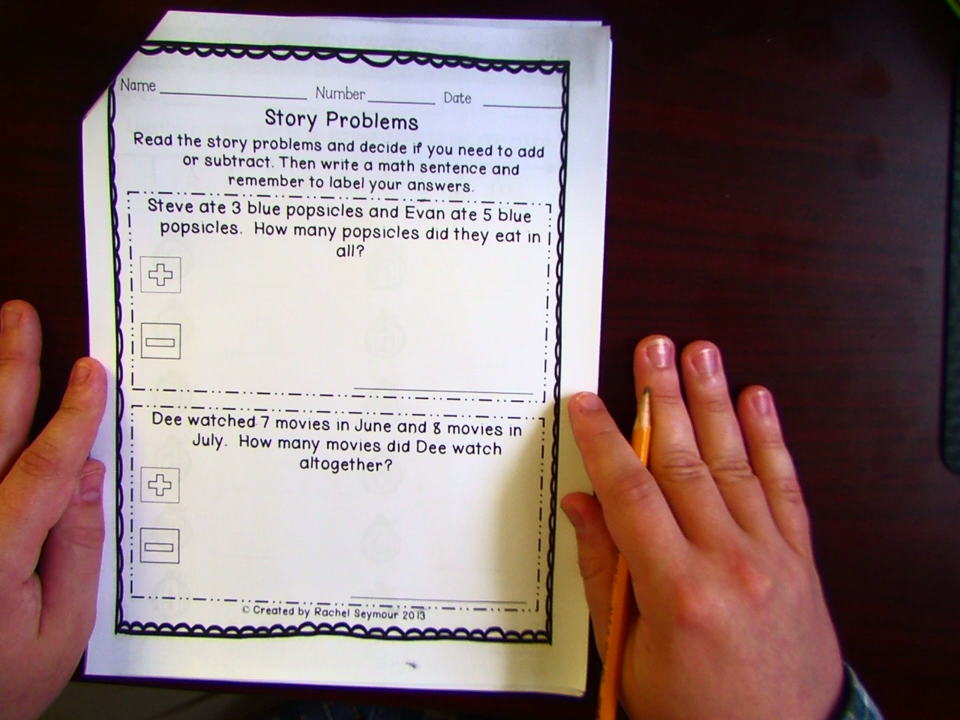 Name Number Date
Story Problems
Read the story problems and decide if you need to add
or subtract. Then write a math sentence and
remember to label your answers.
Steve ate 3 blue popsicles and Evan ate 5 blue
popsicles. How many popsicles did they eat in
all?
+
-
Dee watched 7 movies in June and 8 movies in
July. How many movies did Dee watch
altogether?
+
-
© Created by Rachel Seymour 2013